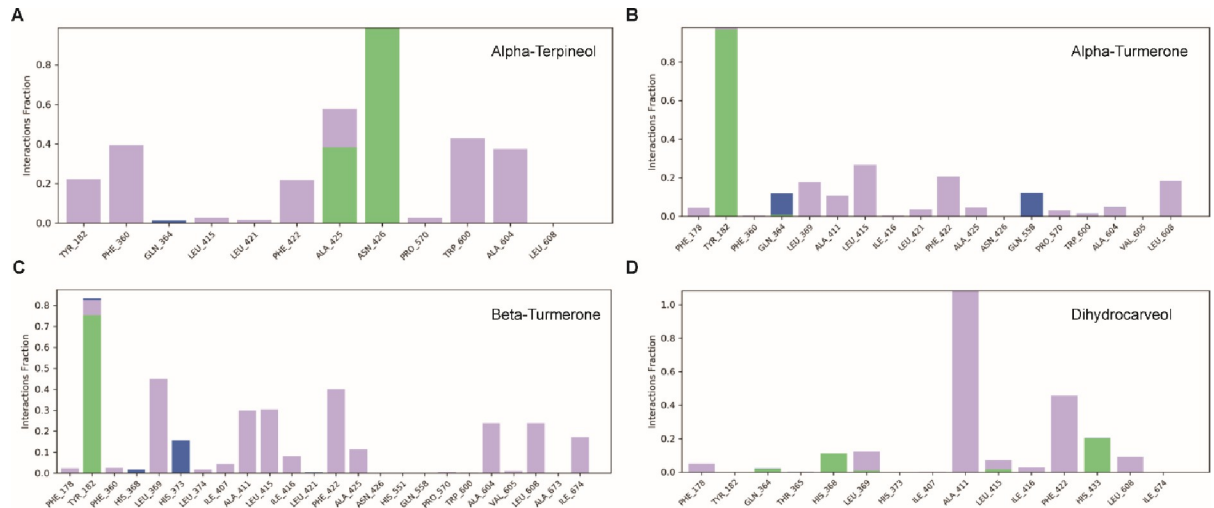 A
Alpha-Terpineol
Interactions Fraction
0.8
0.6
0.4
0.2
0.0
TYR_182
PHE_360
GLN_364
LEU_415
LEU_421
PHE_422
ALA_425
ASN_426
PRO_570
TRP_600
ALA_604
LEU_608
B
Alpha-Turmerone
Interactions Fraction
0.8
0.6
0.4
0.2
0.0
PHE_178
TYR_182
PHE_360
GLN_364
LEU_369
ALA_411
LEU_415
ILE_416
LEU_421
PHE_422
ALA_425
ASN_426
GLN_558
PRO_570
TRP_600
ALA_604
VAL_605
LEU_608
C
Beta-Turmerone
Interactions Fraction
0.8
0.7
0.6
0.5
0.4
0.3
0.2
0.1
0.0
PHE_178
TYR_182
PHE_360
HIS_368
LEU_369
HIS_373
LEU_374
ILE_407
ALA_411
LEU_415
ILE_416
LEU_421
PHE_422
ALA_425
ASN_426
HIS_551
GLN_558
PRO_570
TRP_600
ALA_604
VAL_605
LEU_608
ALA_673
ILE_674
D
Dihydrocarveol
Interactions Fraction
1.0
0.8
0.6
0.4
0.2
0.0
PHE_178
TYR_182
GLN_364
THR_365
HIS_368
LEU_369
HIS_373
ILE_407
ALA_411
LEU_415
ILE_416
PHE_422
HIS_433
LEU_608
ILE_674